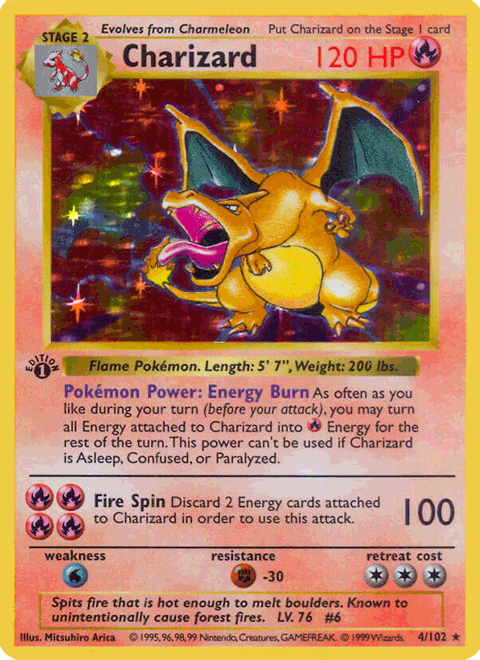 STAGE 2
Evolves from Charmeleon
Put Charizard on the Stage 1 card
Charizard
120 HP
EDITION
1
Flame Pokémon. Length: 5' 7", Weight: 200 lbs.
Pokémon Power: Energy Burn As often as you
like during your turn (before your attack), you may turn
all Energy attached to Charizard into Energy for the
rest of the turn. This power can't be used if Charizard
is Asleep, Confused, or Paralyzed.
Fire Spin Discard 2 Energy cards attached
to Charizard in order to use this attack.
100
weakness
resistance
retreat cost
-30
Spits fire that is hot enough to melt boulders. Known to
unintentionally cause forest fires. LV. 76 #6
Illus. Mitsuhiro Arita
© 1995, 96, 98, 99 Nintendo, Creatures, GAMEFREAK. © 1999 Wizards.
4/102 ★